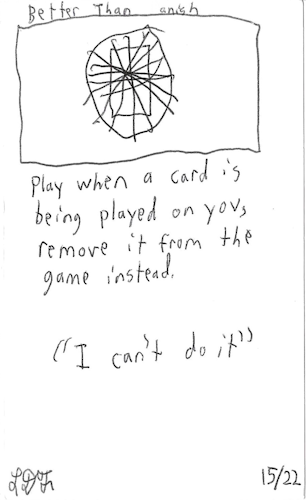 Better Than anish
Play when a card is
being played on you,
remove it from the
game instead.
("I can't do it")
15/22